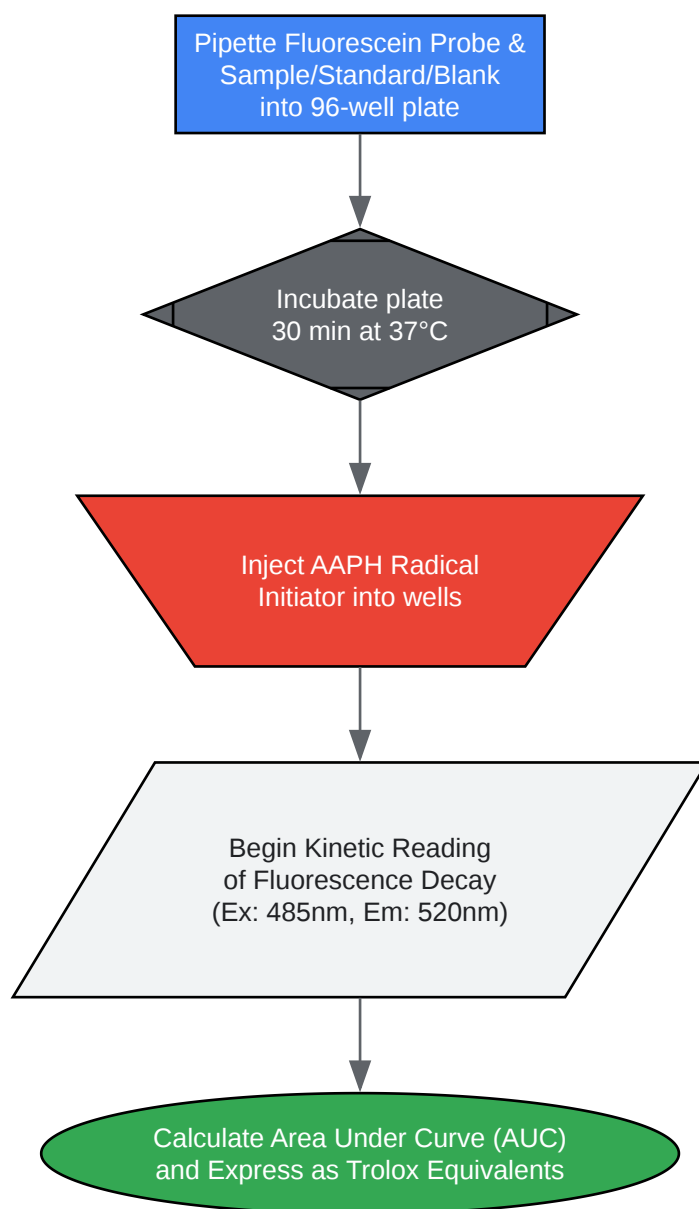 Pipette Fluorescein Probe &
Sample/Standard/Blank
into 96-well plate
Incubate plate
30 min at 37°C
Inject AAPH Radical
Initiator into wells
Begin Kinetic Reading
of Fluorescence Decay
(Ex: 485nm, Em: 520nm)
Calculate Area Under Curve (AUC)
and Express as Trolox Equivalents